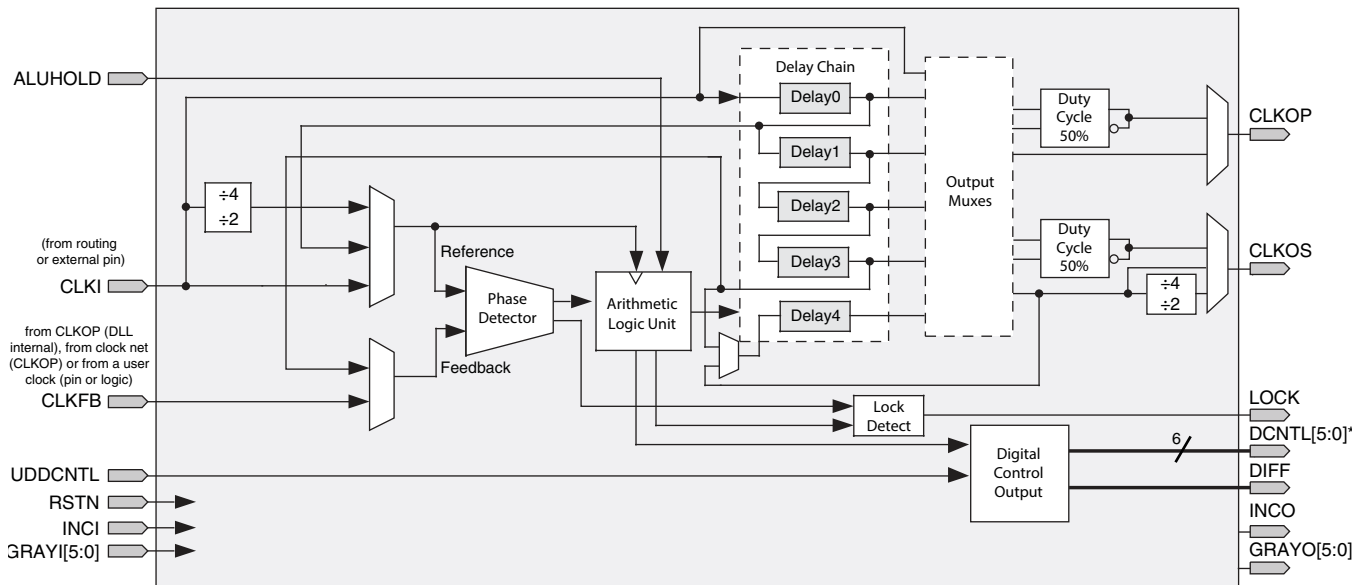 ALUHOLD
Delay Chain
Delay0
Delay1
Delay2
Delay3
Delay4
Output
Muxes
Duty
Cycle
50%
CLKOP
Duty
Cycle
50%
CLKOS
÷4
÷2
÷4
÷2
(from routing
or external pin)
CLKI
Reference
Phase
Detector
Arithmetic
Logic Unit
Feedback
from CLKOP (DLL
internal), from clock net
(CLKOP) or from a user
clock (pin or logic)
CLKFB
Lock
Detect
LOCK
DCNTL[5:0]*
6
DIFF
Digital
Control
Output
INCO
GRAYO[5:0]
UDDCNTL
RSTN
INCI
GRAYI[5:0]